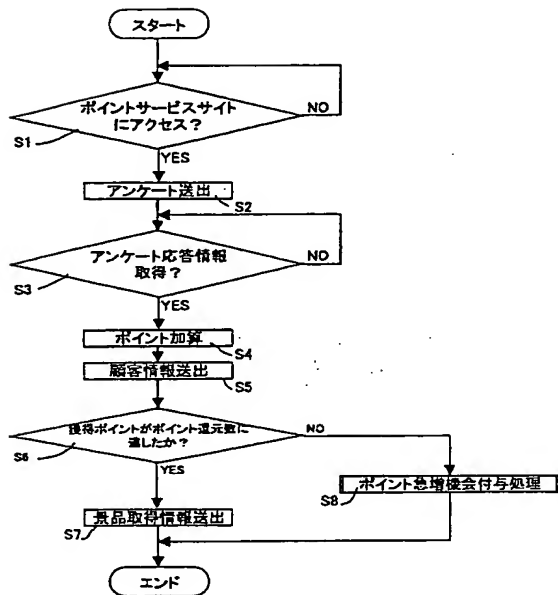 スタート
ポイントサービスサイト
にアクセス?
NO
S1
YES
アンケート送出
S2
アンケート応答情報
取得?
NO
S3
YES
ポイント加算
S4
顧客情報送出
S5
獲得ポイントがポイント還元数に
達したか?
NO
S6
YES
ポイント急増機会付与処理
S8
景品取得情報送出
S7
エンド